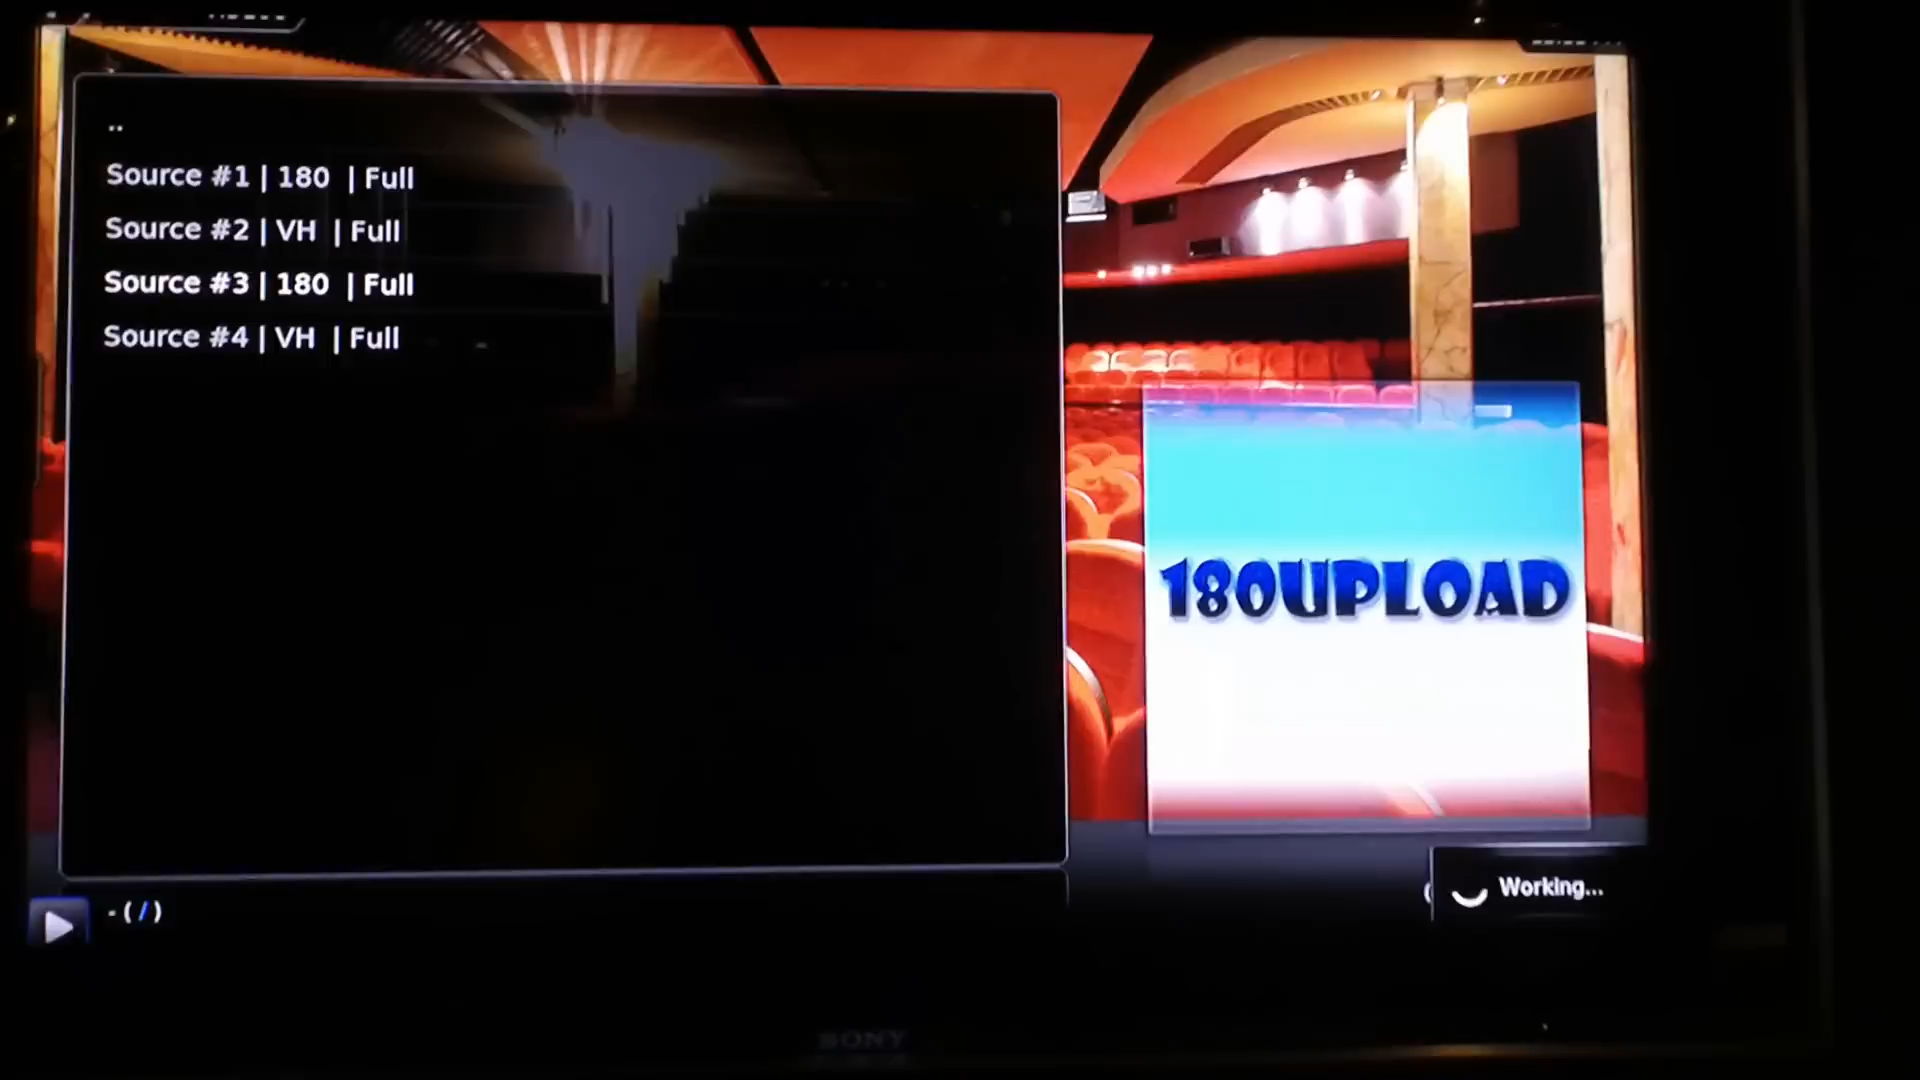 ..
Source #1 | 180 | Full
Source #2 | VH | Full
Source #3 | 180 | Full
Source #4 | VH | Full
180UPLOAD
Working...
- ( / )
SONY